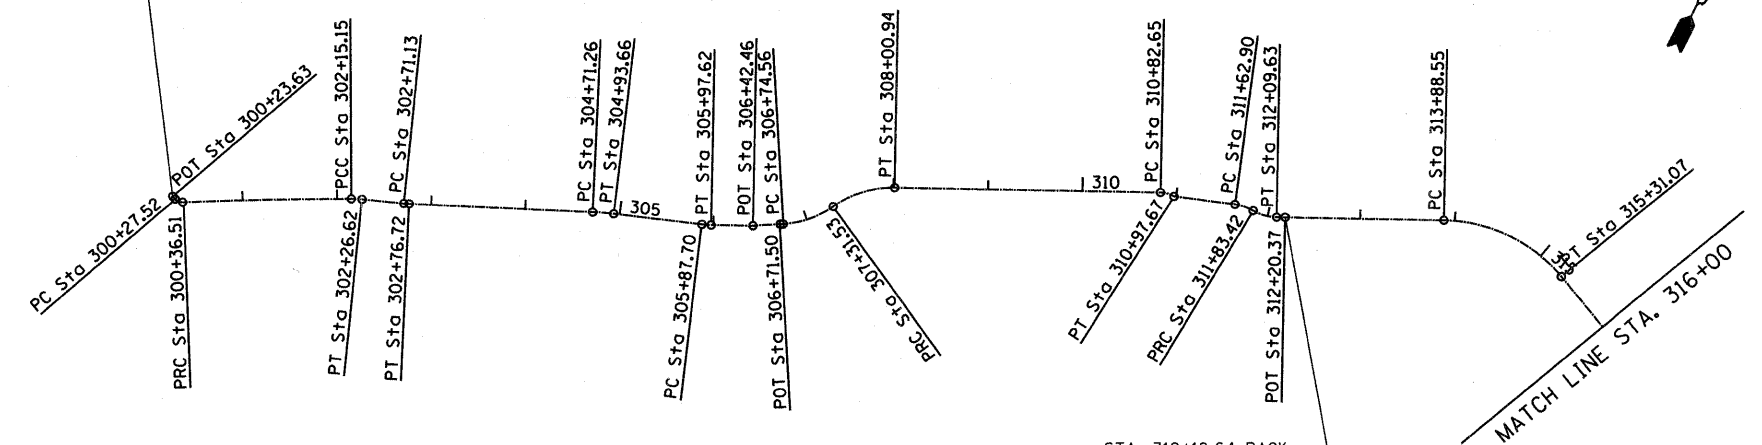 POT Sta 300+23.63
PC Sta 300+27.52
PRC Sta 300+36.51
PCC Sta 302+15.15
PT Sta 302+26.62
PC Sta 302+71.13
PT Sta 302+76.72
PC Sta 304+71.26
PT Sta 304+93.66
305
PC Sta 305+87.70
PT Sta 305+97.62
POT Sta 306+42.46
POT Sta 306+71.50
PC Sta 306+74.56
PRC Sta 307+31.53
PT Sta 308+00.94
310
PC Sta 310+82.65
PT Sta 310+97.67
PC Sta 311+62.90
PRC Sta 311+83.42
PT Sta 312+09.63
POT Sta 312+20.37
PC Sta 313+88.55
PT Sta 315+31.07
MATCH LINE STA. 316+00